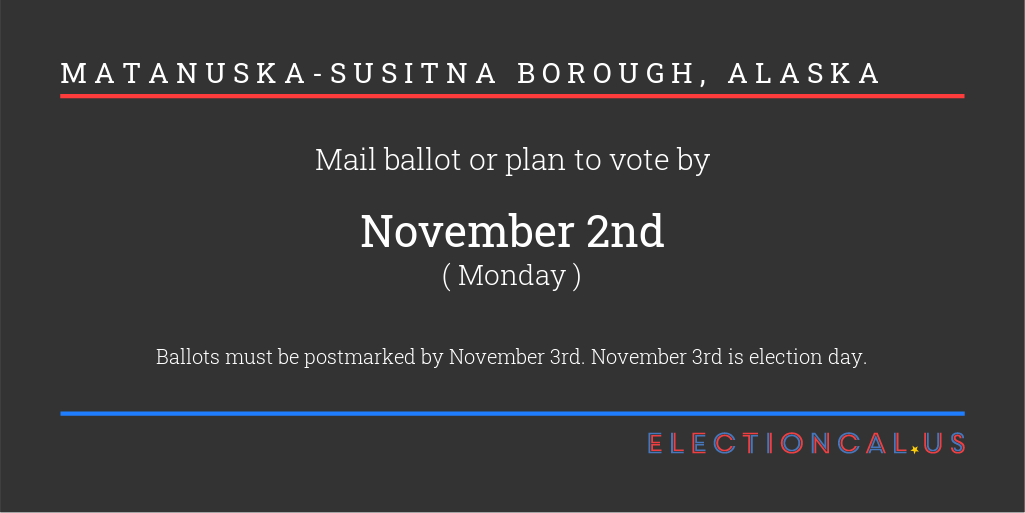 MATANUSKA-SUSITNA BOROUGH, ALASKA
Mail ballot or plan to vote by
November 2nd
( Monday )
Ballots must be postmarked by November 3rd. November 3rd is election day.
ELECTIONCAL.US